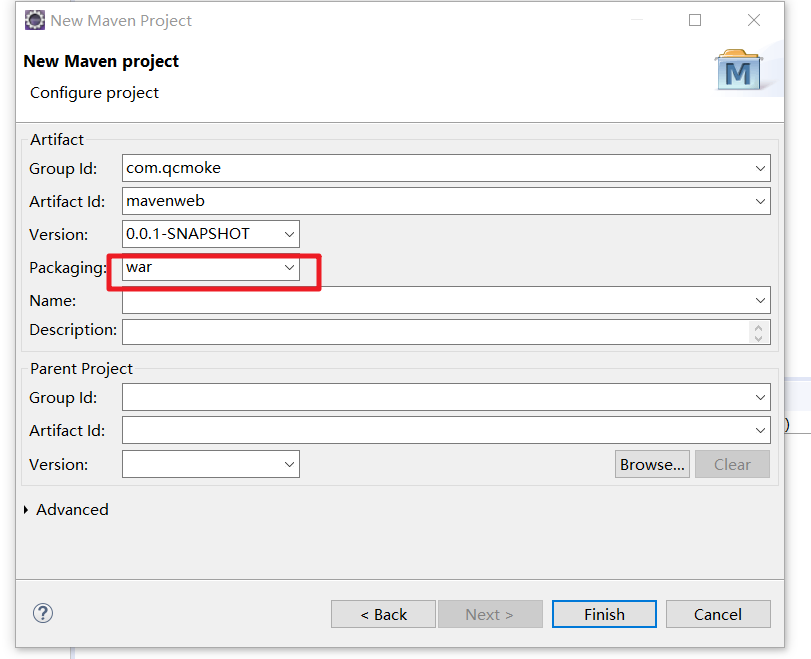 New Maven Project
New Maven project
Configure project
M
Artifact
Group Id: com.qcmoke
Artifact Id: mavenweb
Version: 0.0.1-SNAPSHOT
Packaging: war
Name:
Description:
Parent Project
Group Id:
Artifact Id:
Version: Browse... Clear
)
Advanced
? < Back Next > Finish Cancel